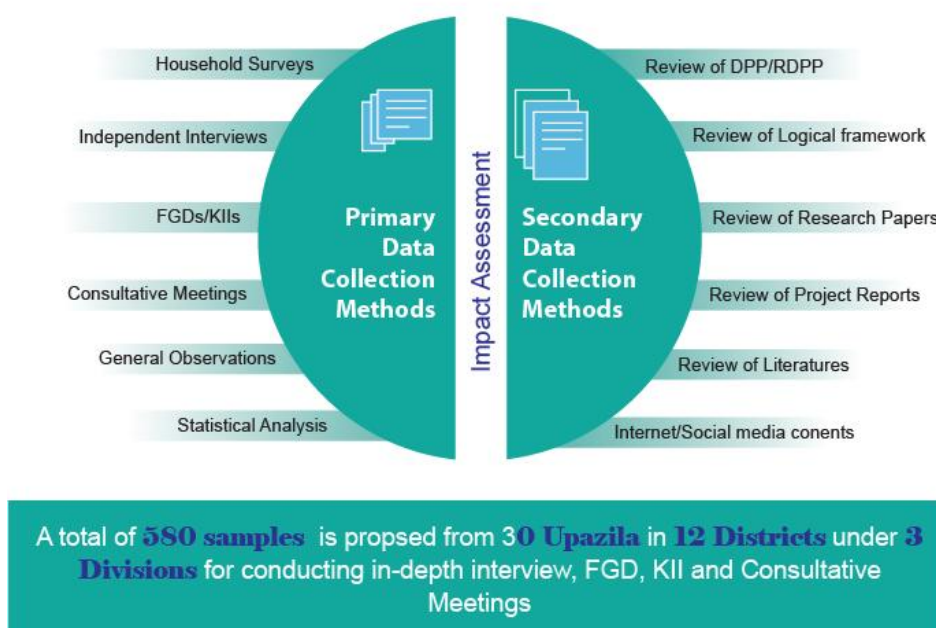 Household Surveys
Independent Interviews
FGDs/KIIs
Consultative Meetings
General Observations
Statistical Analysis
Primary
Data
Collection
Methods
Impact Assessment
Secondary
Data
Collection
Methods
Review of DPP/RDPP
Review of Logical framework
Review of Research Papers
Review of Project Reports
Review of Literatures
Internet/Social media conents
A total of 580 samples is propsed from 30 Upazila in 12 Districts under 3
Divisions for conducting in-depth interview, FGD, KII and Consultative
Meetings